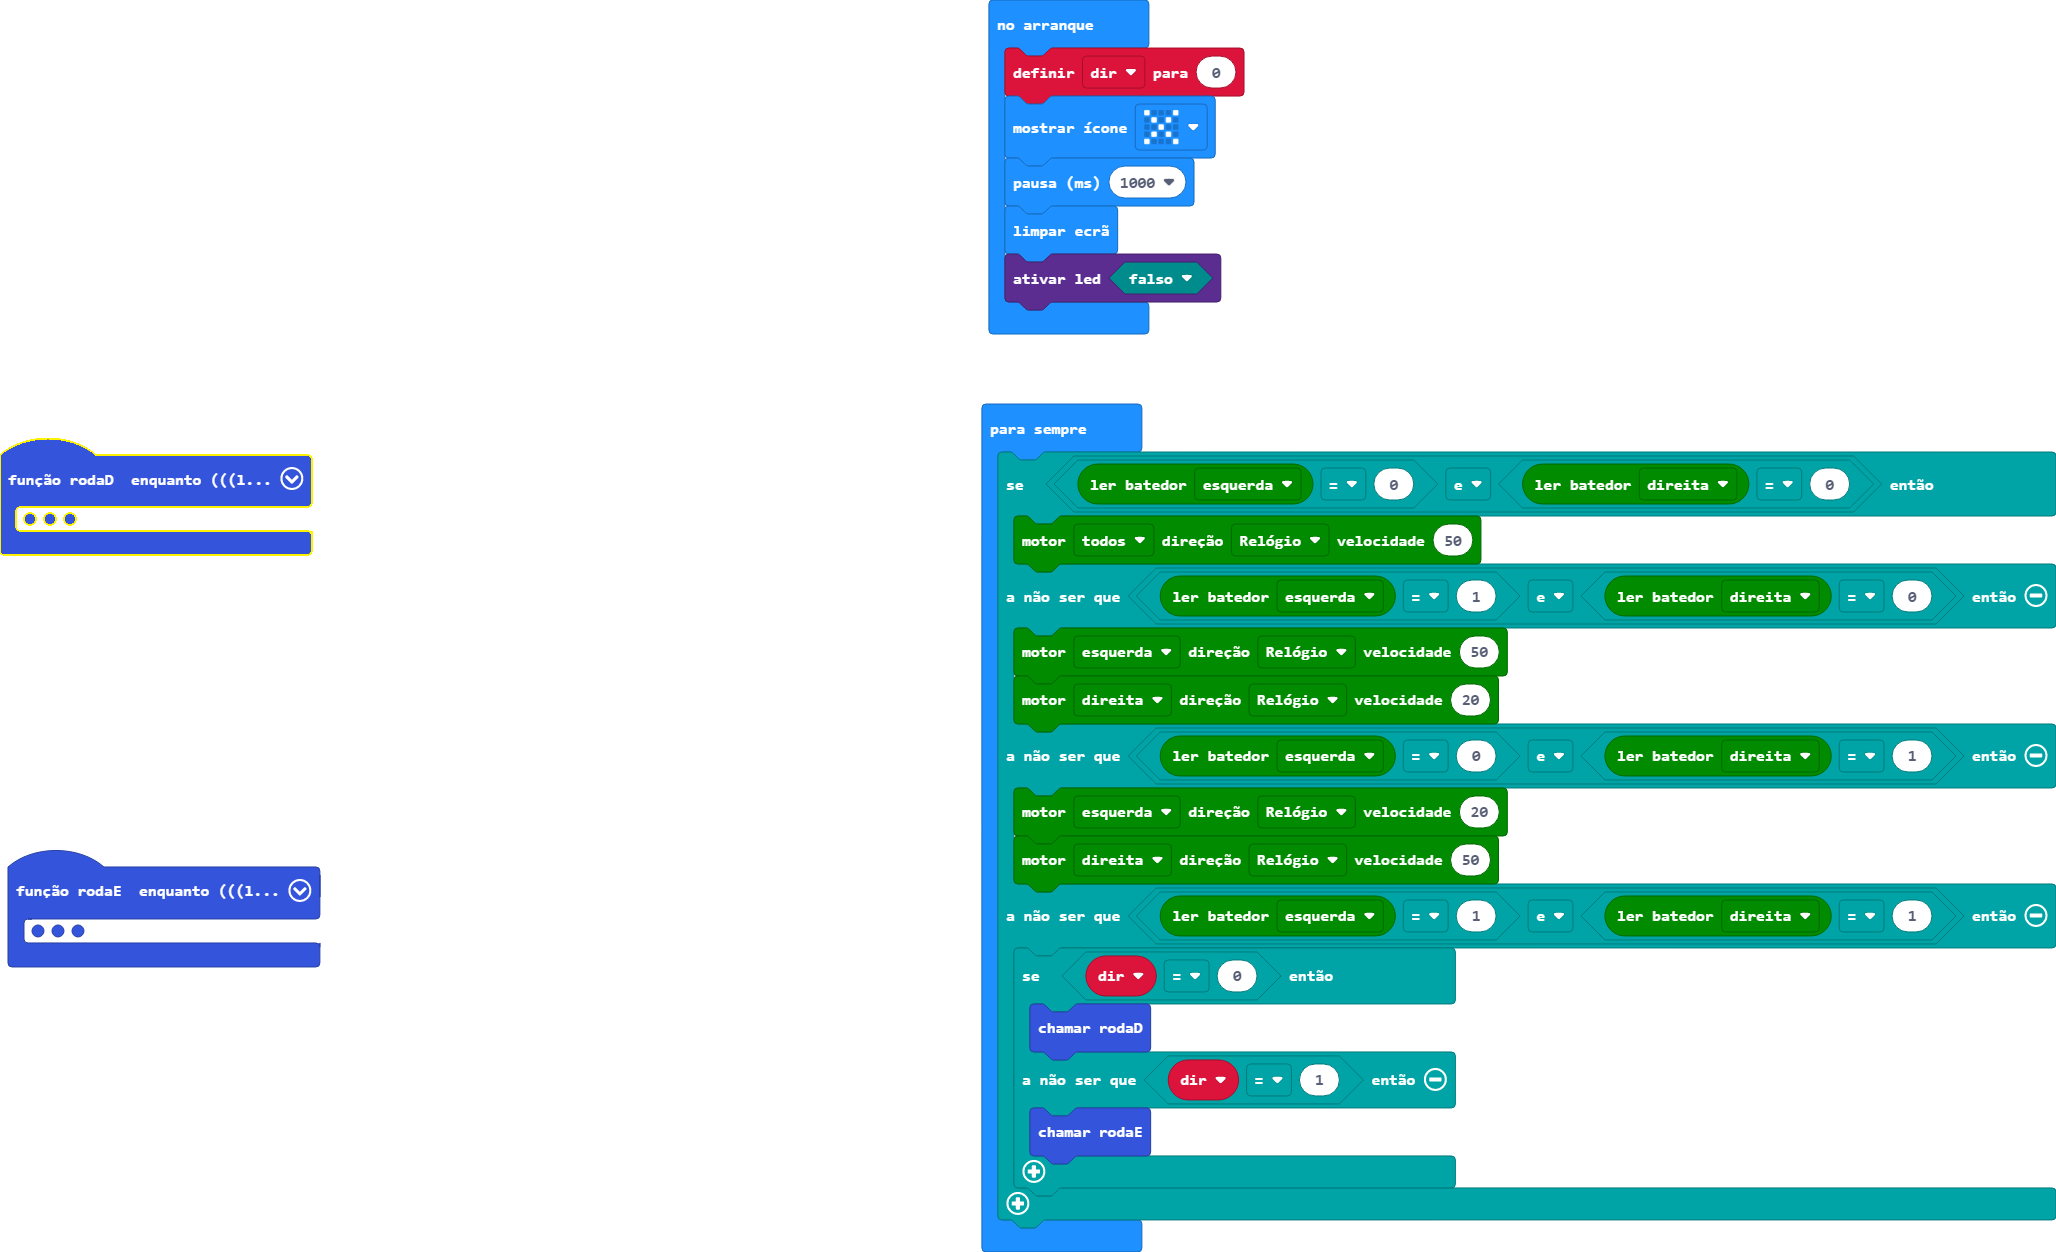 no arranque
definir dir para 0
mostrar ícone
pausa (ms) 1000
limpar ecrã
ativar led falso
função rodaD enquanto (((l...
função rodaE enquanto (((l...
para sempre
se ler batedor esquerda = 0 e ler batedor direita = 0 então
motor todos direção Relógio velocidade 50
a não ser que ler batedor esquerda = 1 e ler batedor direita = 0 então
motor esquerda direção Relógio velocidade 50
motor direita direção Relógio velocidade 20
a não ser que ler batedor esquerda = 0 e ler batedor direita = 1 então
motor esquerda direção Relógio velocidade 20
motor direita direção Relógio velocidade 50
a não ser que ler batedor esquerda = 1 e ler batedor direita = 1 então
se dir = 0 então
chamar rodaD
a não ser que dir = 1 então
chamar rodaE